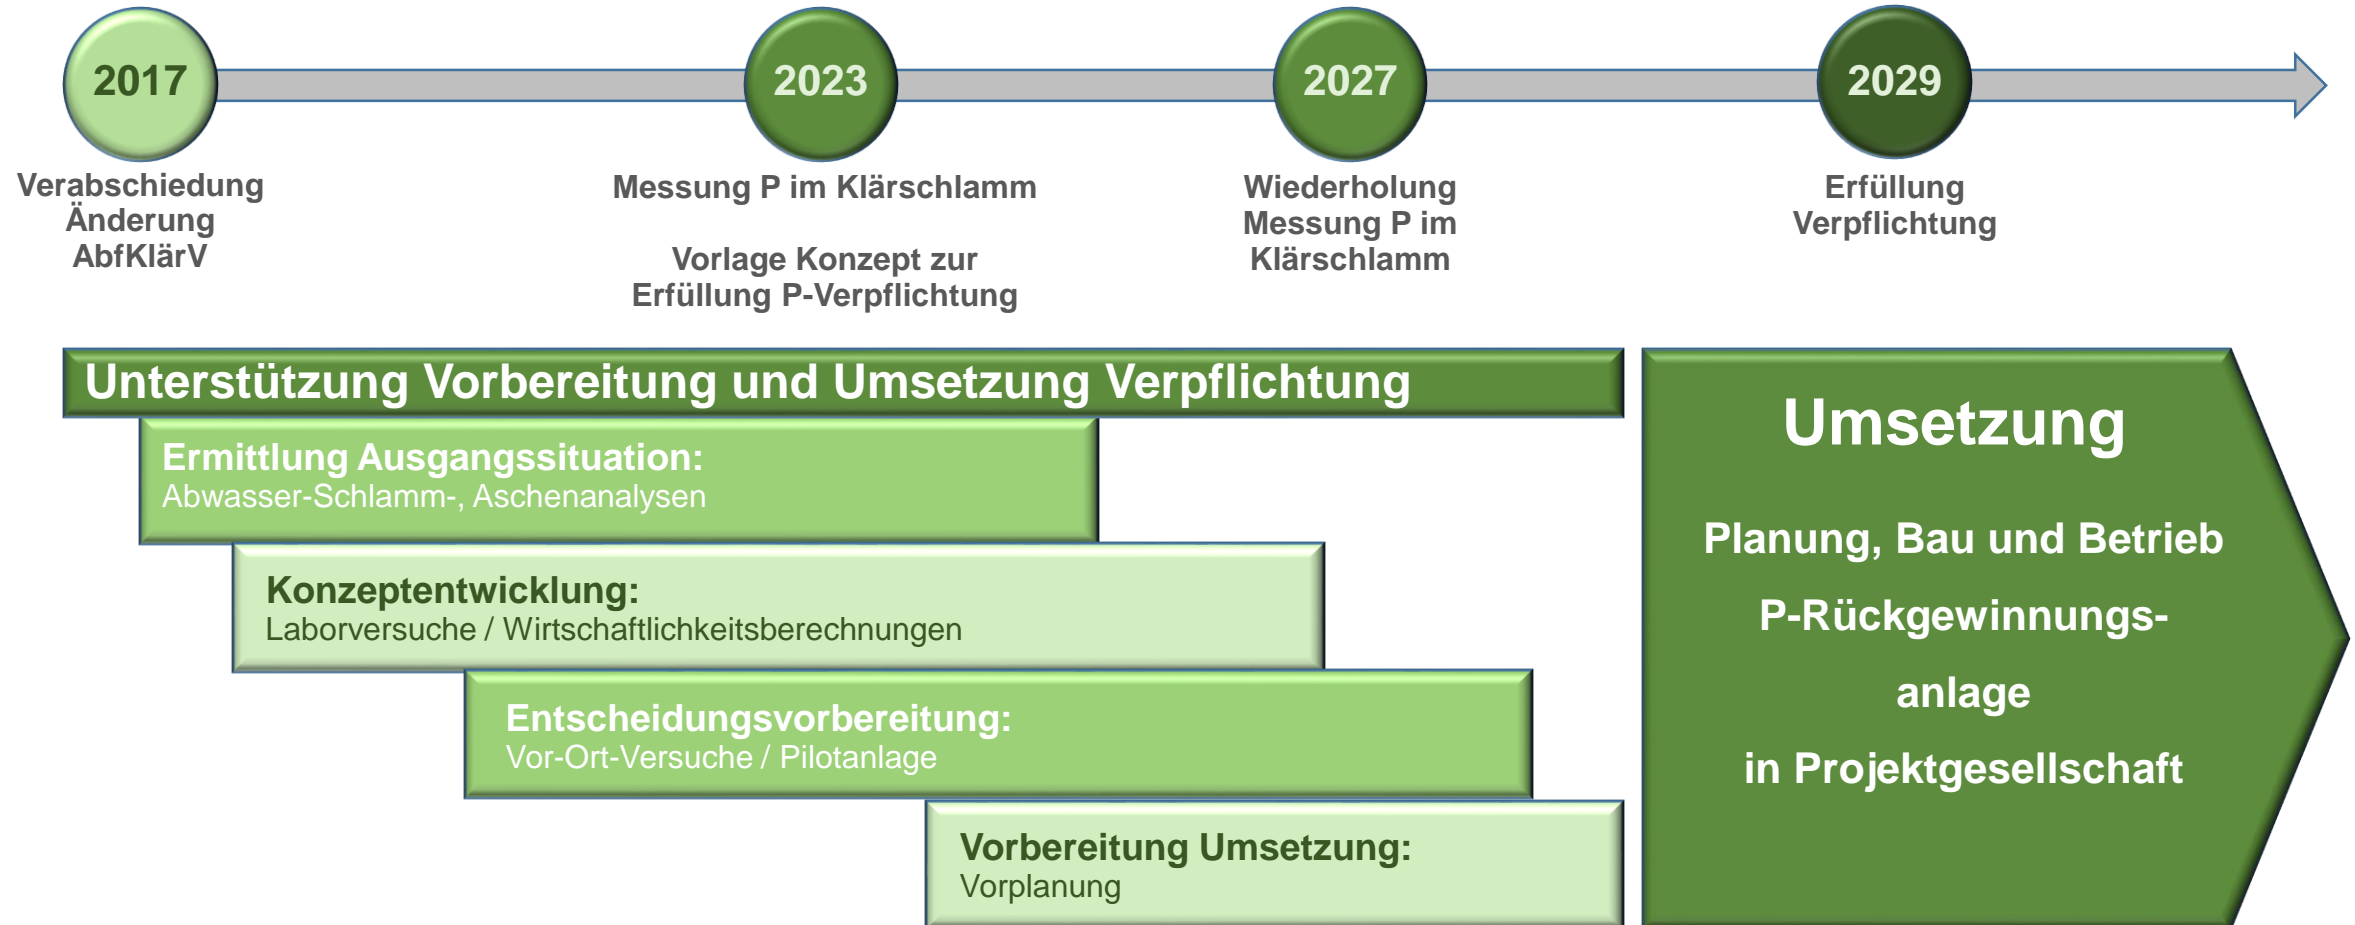 2017
2023
2027
2029
Verabschiedung
Änderung
AbfKlärV
Messung P im Klärschlamm
Vorlage Konzept zur
Erfüllung P-Verpflichtung
Wiederholung
Messung P im
Klärschlamm
Erfüllung
Verpflichtung
Unterstützung Vorbereitung und Umsetzung Verpflichtung
Ermittlung Ausgangssituation:
Abwasser-Schlamm-, Aschenanalysen
Konzeptentwicklung:
Laborversuche / Wirtschaftlichkeitsberechnungen
Entscheidungsvorbereitung:
Vor-Ort-Versuche / Pilotanlage
Vorbereitung Umsetzung:
Vorplanung
Umsetzung
Planung, Bau und Betrieb
P-Rückgewinnungs-
anlage
in Projektgesellschaft